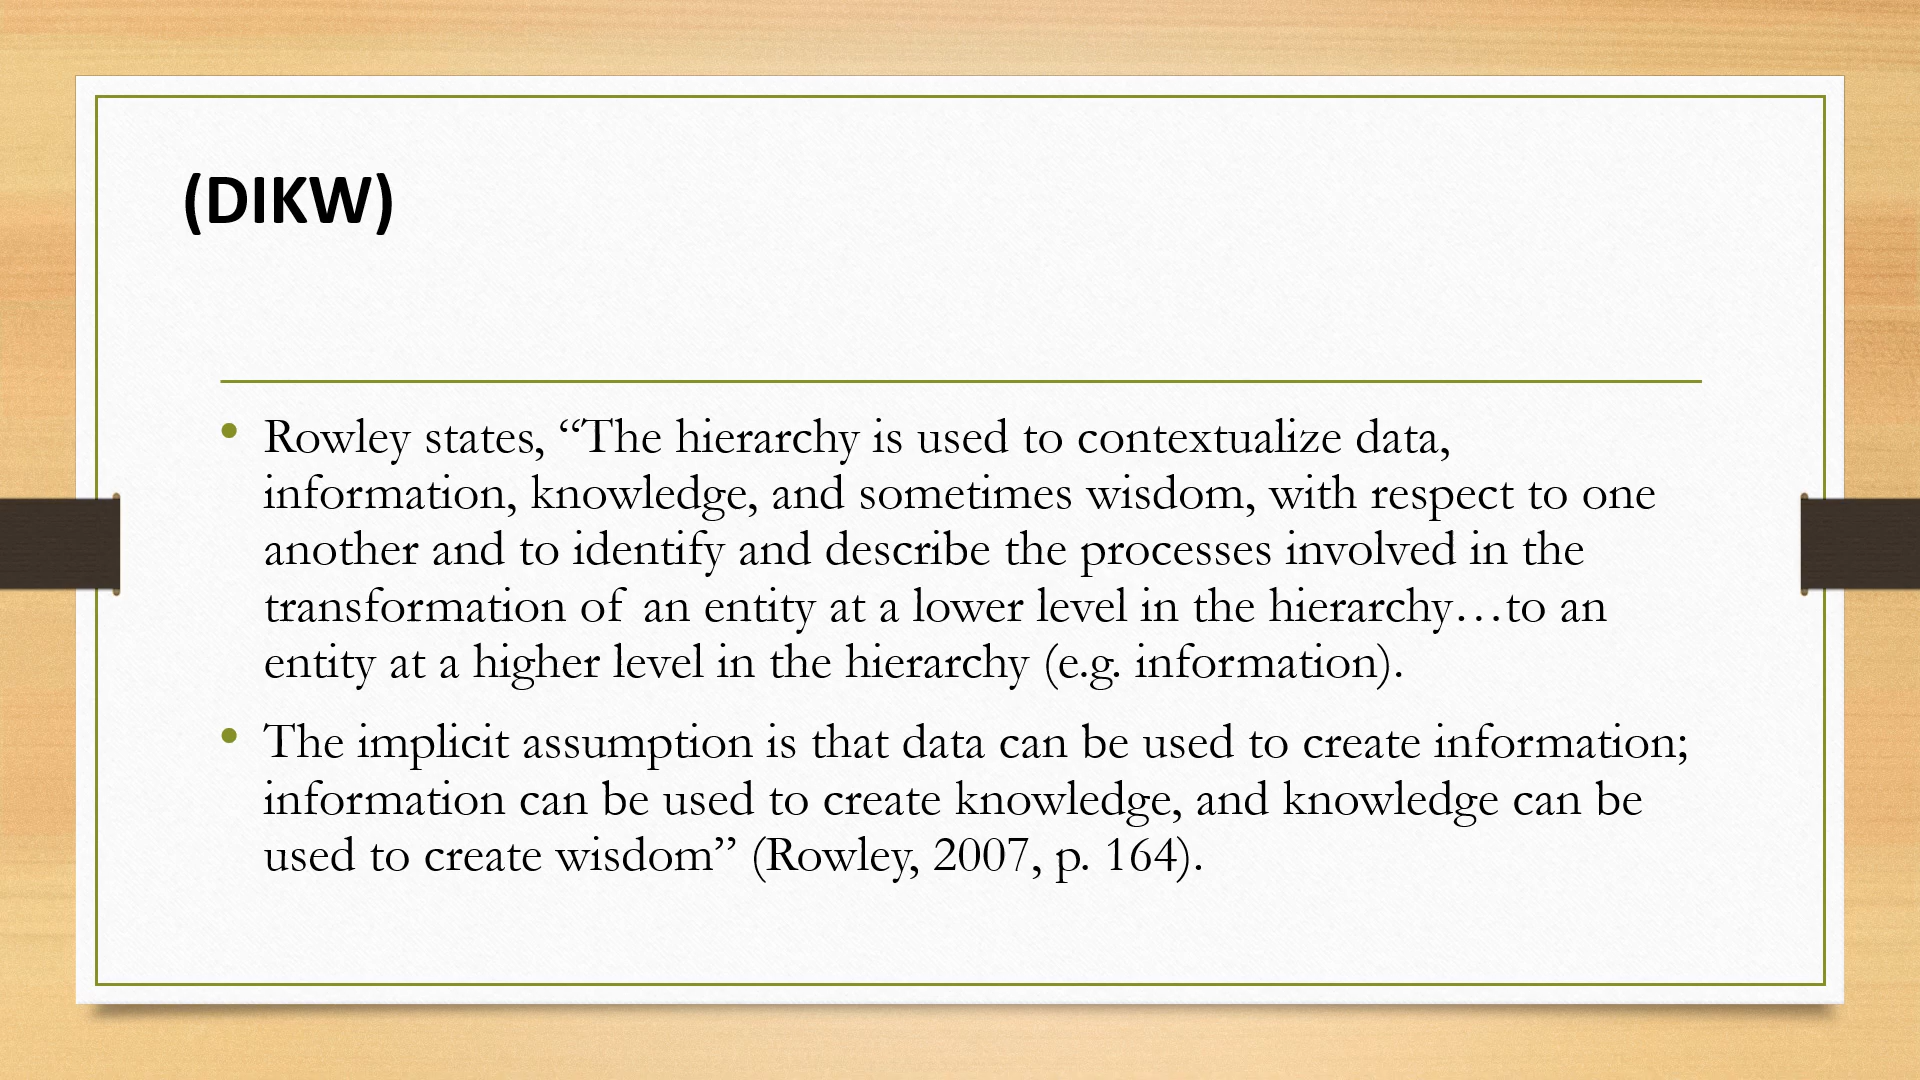 (DIKW)
• Rowley states, “The hierarchy is used to contextualize data,
information, knowledge, and sometimes wisdom, with respect to one
another and to identify and describe the processes involved in the
transformation of an entity at a lower level in the hierarchy…to an
entity at a higher level in the hierarchy (e.g. information).
• The implicit assumption is that data can be used to create information;
information can be used to create knowledge, and knowledge can be
used to create wisdom” (Rowley, 2007, p. 164).